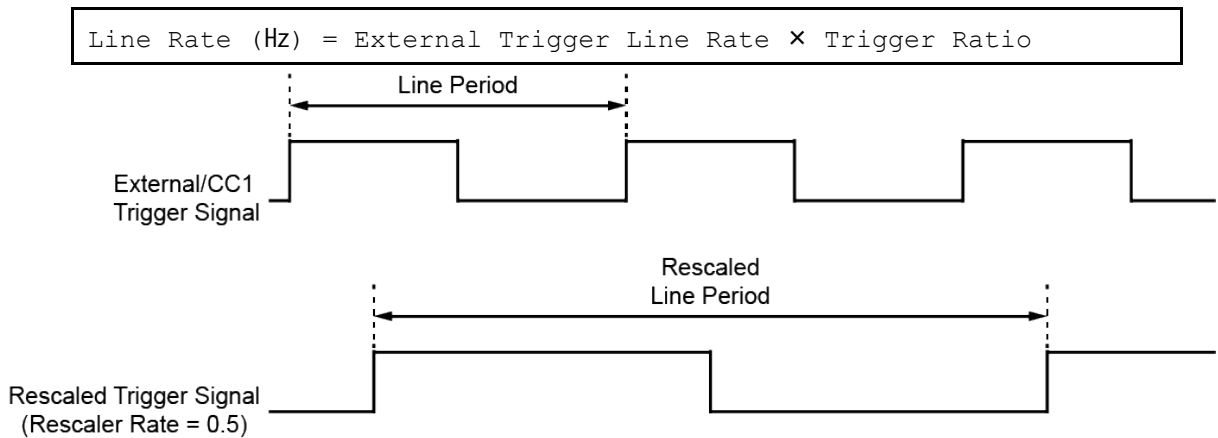 Line Rate (Hz) = External Trigger Line Rate × Trigger Ratio
Line Period
External/CC1
Trigger Signal
Rescaled
Line Period
Rescaled Trigger Signal
(Rescaler Rate = 0.5)